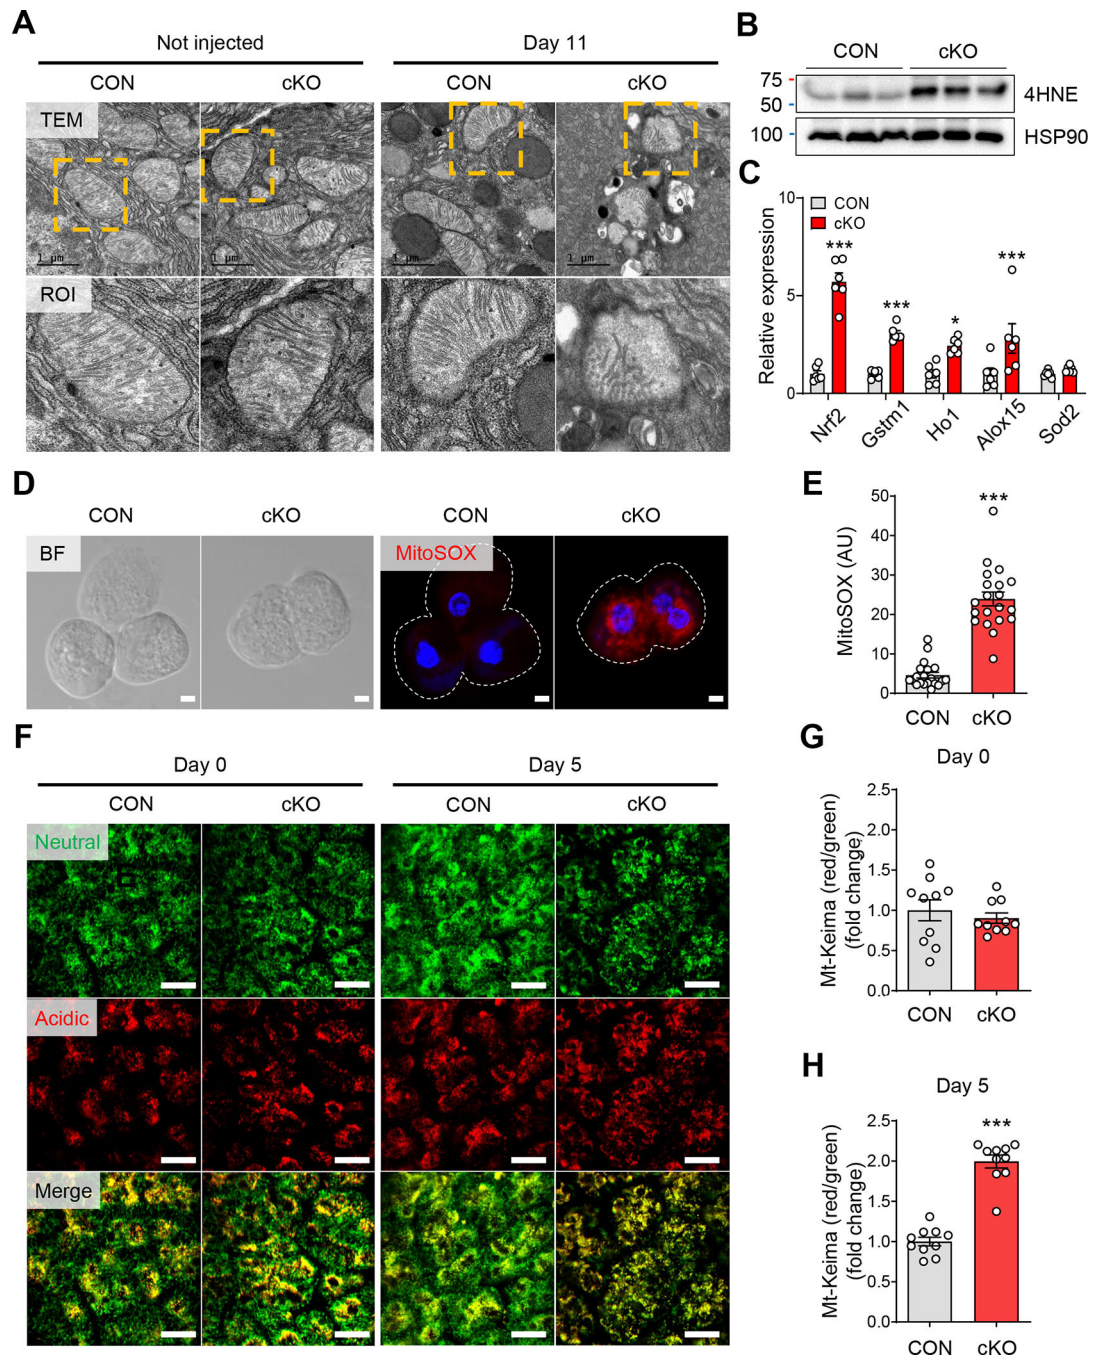 A
Not injected
Day 11
CON
cKO
CON
cKO
TEM
1 μm
1 μm
1 μm
1 μm
ROI
B
CON
cKO
75
50
4HNE
100
HSP90
C
CON
cKO
Relative expression
10
5
0
***
***
*
***
Nrf2
Gstm1
Ho1
Alox15
Sod2
D
CON
cKO
CON
cKO
BF
MitoSOX
E
MitoSOX (AU)
50
40
30
20
10
0
***
CON
cKO
F
Day 0
Day 5
CON
cKO
CON
cKO
Neutral
Acidic
Merge
G
Day 0
Mt-Keima (red/green)
(fold change)
2.5
2.0
1.5
1.0
0.5
0.0
CON
cKO
H
Day 5
Mt-Keima (red/green)
(fold change)
2.5
2.0
1.5
1.0
0.5
0.0
***
CON
cKO